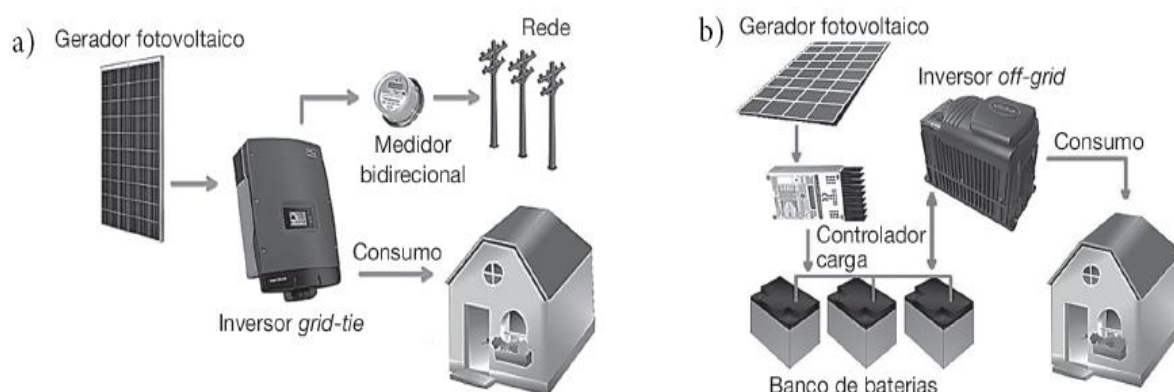 a)
Gerador fotovoltaico
Rede
Medidor
bidirecional
Consumo
Inversor grid-tie
b)
Gerador fotovoltaico
Inversor off-grid
Consumo
Controlador
carga
Banco de baterias